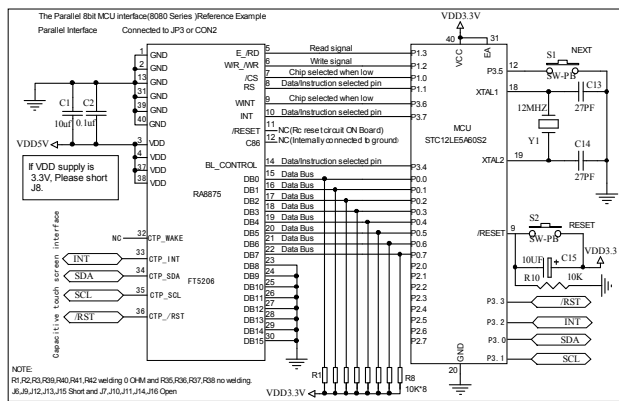 The Parallel 8bit MCU interface(8080 Series )Reference Example
Parallel Interface Connected to JP3 or CON2
VDD3.3V
1 GND
2 GND
13 GND
31 GND
39 GND
40 GND
C1 C2
10uf 0.1uf
VDD5V
3 VDD
4 VDD
37 VDD
38 VDD
If VDD supply is
3.3V, Please short
J8.
RA8875
FT5206
E_/RD 5 Read signal P1.3
WR_/WR 6 Write signal P1.2
/CS 7 Chip selected when low P1.0
RS 8 Data/Instruction selected pin P1.1
WINT 9 Chip selected when low P3.6
INT 10 Data/Instruction selected pin P3.7
/RESET 11 NC(Rc reset circuit ON Board)
C86 12 NC(Internally connected to ground)
BL_CONTROL 14 Data/Instruction selected pin P3.4
DB0 15 Data Bus P0.0
DB1 16 Data Bus P0.1
DB2 17 Data Bus P0.2
DB3 18 Data Bus P0.3
DB4 19 Data Bus P0.4
DB5 20 Data Bus P0.5
DB6 21 Data Bus P0.6
DB7 22 Data Bus P0.7
DB8 23 P2.0
DB9 24 P2.1
DB10 25 P2.2
DB11 26 P2.3
DB12 27 P2.4
DB13 28 P2.5
DB14 29 P2.6
DB15 30 P2.7
Capacitive touch screen interface
NC 32 CTP_WAKE
INT 33 CTP_INT
SDA 34 CTP_SDA
SCL 35 CTP_SCL
/RST 36 CTP_/RST
40 VCC
31 EA
MCU
STC12LE5A60S2
P3.5 12 S1 NEXT
SW-PB
XTAL1 18 C13
12MHZ 27PF
Y1
C14
XTAL2 19 27PF
/RESET 9 S2 RESET
SW-PB VDD3.3
10UF + C15
R10 10K
P3.3 /RST
P3.2 INT
P3.0 SDA
P3.1 SCL
GND
20
R1 R8
10K*8
VDD3.3V
NOTE:
R1,R2,R3,R39,R40,R41,R42 welding 0 OHM and R35,R36,R37,R38 no welding.
J6,J9,J12,J13,J15 Short and J7,J10,J11,J14,J16 Open